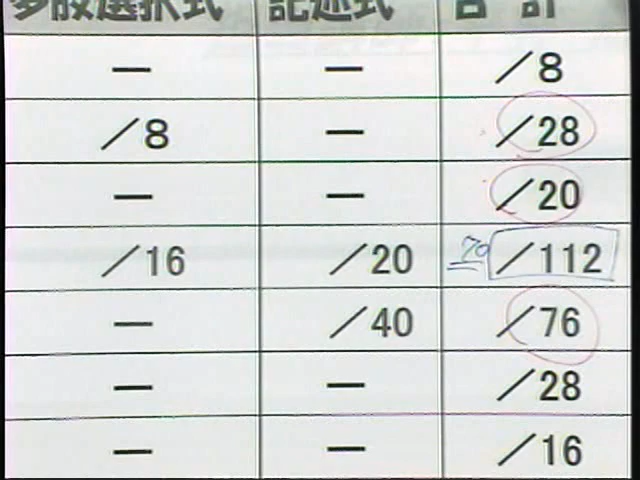 多肢選択式 記述式 合計
— — ／8
／8 — ／28
— — ／20
／16 ／20 70 ／112
— ／40 ／76
— — ／28
— — ／16